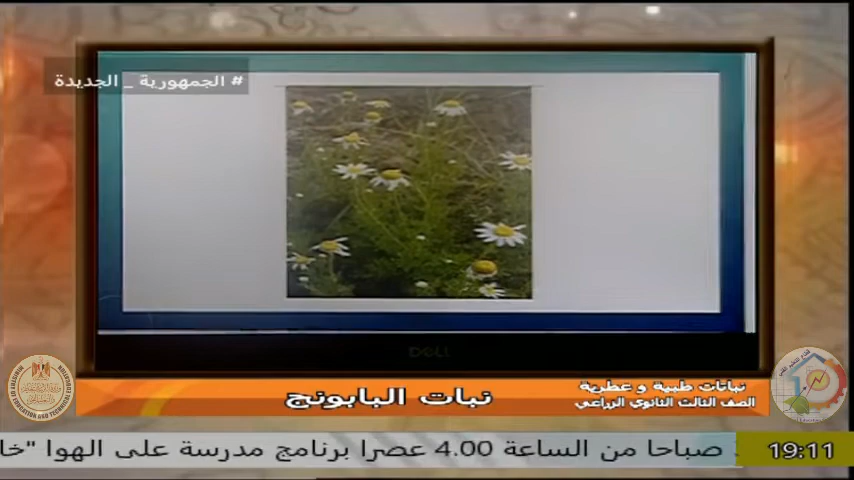 # الجمهورية _ الجديدة
DELL
نباتات طبية و عطرية
الصف الثالث الثانوي الزراعي
نبات البابونج
صباحا من الساعة 4.00 عصرا برنامج مدرسة على الهوا "خا
19:11